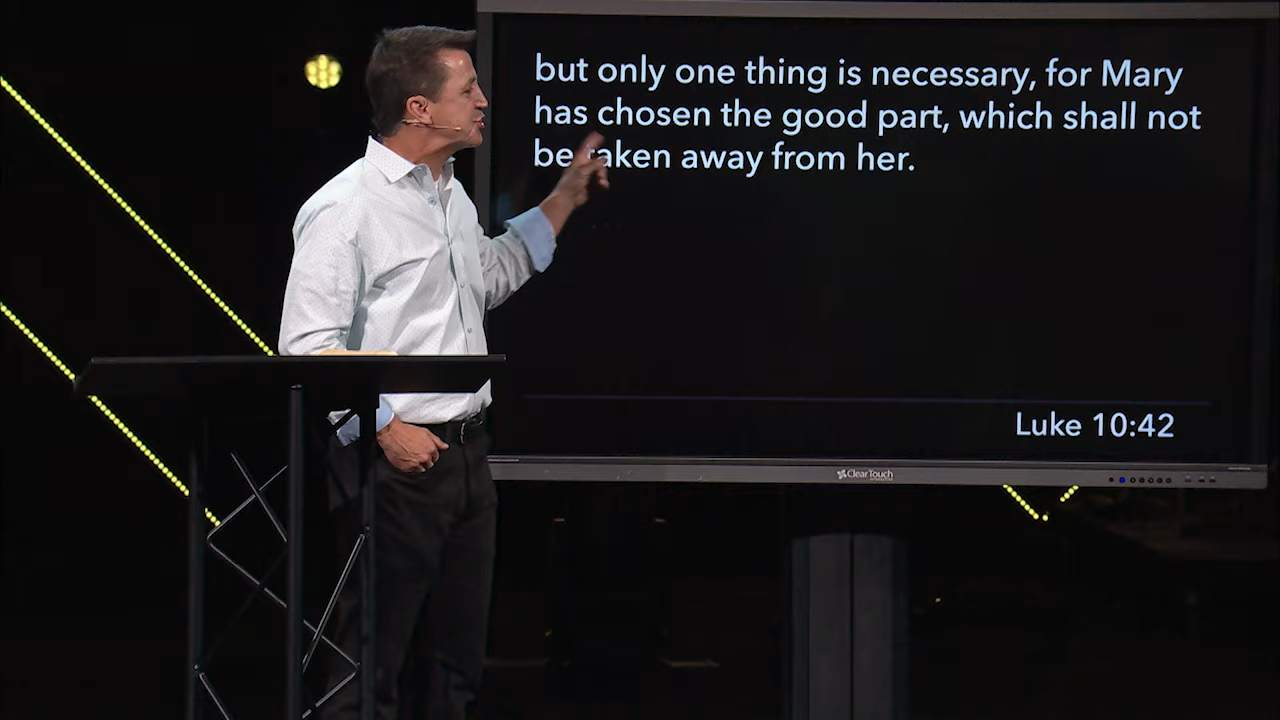 but only one thing is necessary, for Mary
has chosen the good part, which shall not
be taken away from her.
Luke 10:42
ClearTouch